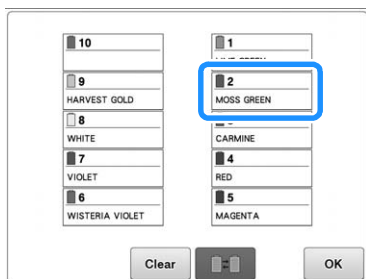 10
9
HARVEST GOLD
8
WHITE
7
VIOLET
6
WISTERIA VIOLET
1
2
MOSS GREEN
CARMINE
4
RED
5
MAGENTA
Clear
OK